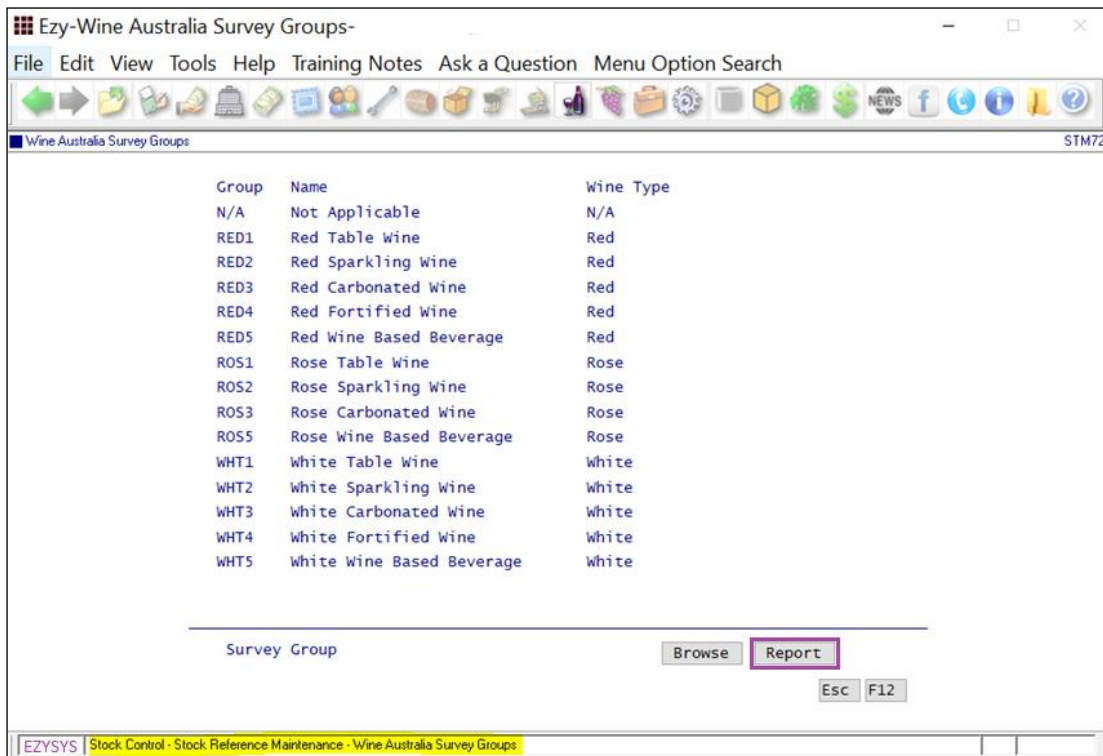 Ezy-Wine Australia Survey Groups-
File Edit View Tools Help Training Notes Ask a Question Menu Option Search
NEWS f i ?
Wine Australia Survey Groups STM72
Group Name Wine Type
N/A Not Applicable N/A
RED1 Red Table Wine Red
RED2 Red Sparkling Wine Red
RED3 Red Carbonated Wine Red
RED4 Red Fortified Wine Red
RED5 Red Wine Based Beverage Red
ROS1 Rose Table Wine Rose
ROS2 Rose Sparkling Wine Rose
ROS3 Rose Carbonated Wine Rose
ROS5 Rose Wine Based Beverage Rose
WHT1 White Table Wine White
WHT2 White Sparkling Wine White
WHT3 White Carbonated Wine White
WHT4 White Fortified Wine White
WHT5 White Wine Based Beverage White
Survey Group Browse Report
Esc F12
EZYSYS Stock Control - Stock Reference Maintenance - Wine Australia Survey Groups